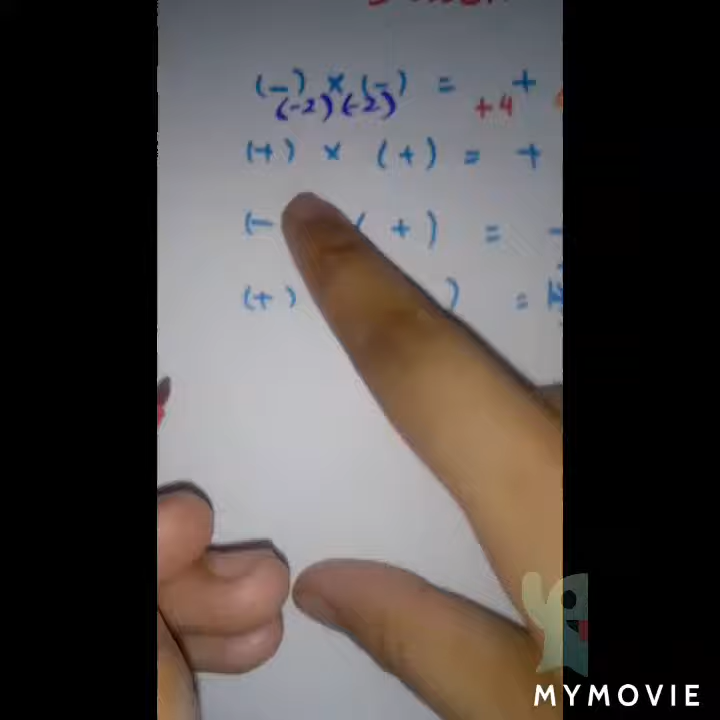 (-) × (-) = +
(-2) (-2) +4
(+) × (+) = +
(- ( +) = -
(+) ) =
MYMOVIE